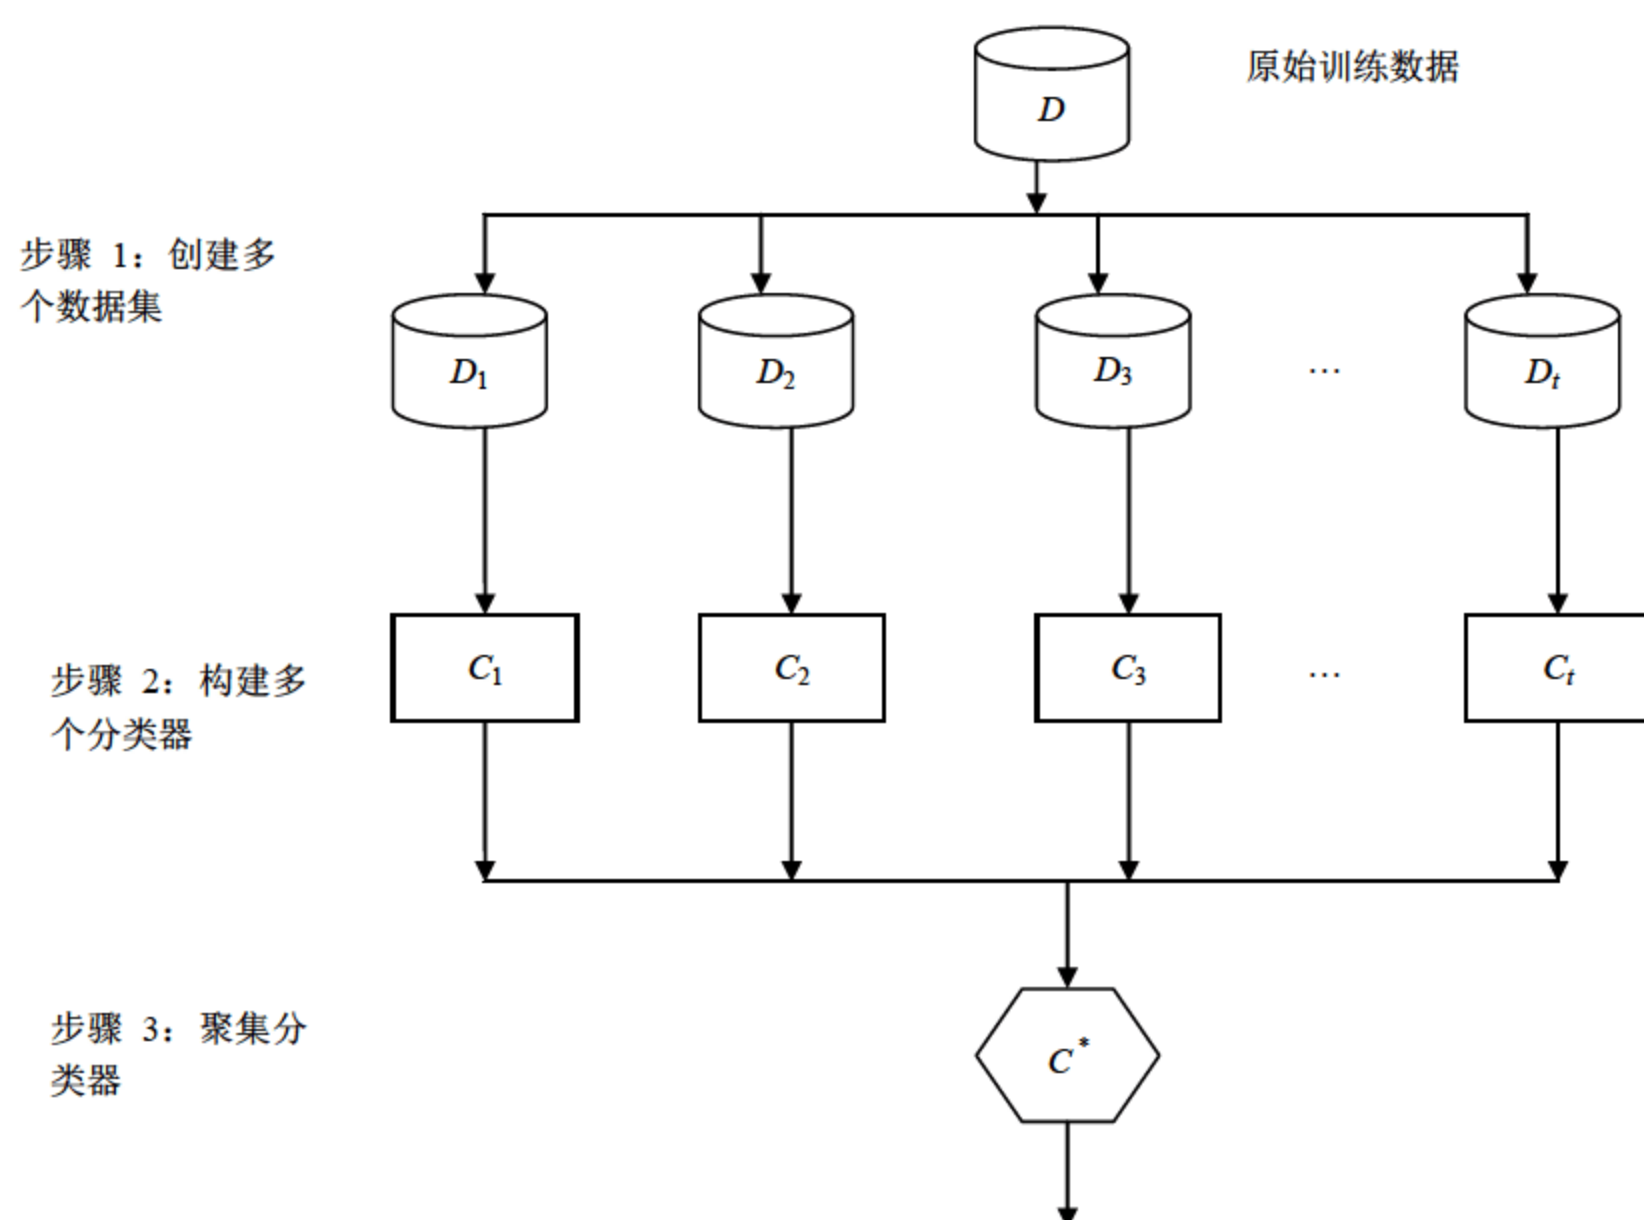 D
原始训练数据
步骤 1：创建多
个数据集
D₁
D₂
D₃
…
Dₜ
步骤 2：构建多
个分类器
C₁
C₂
C₃
…
Cₜ
步骤 3：聚集分
类器
C*